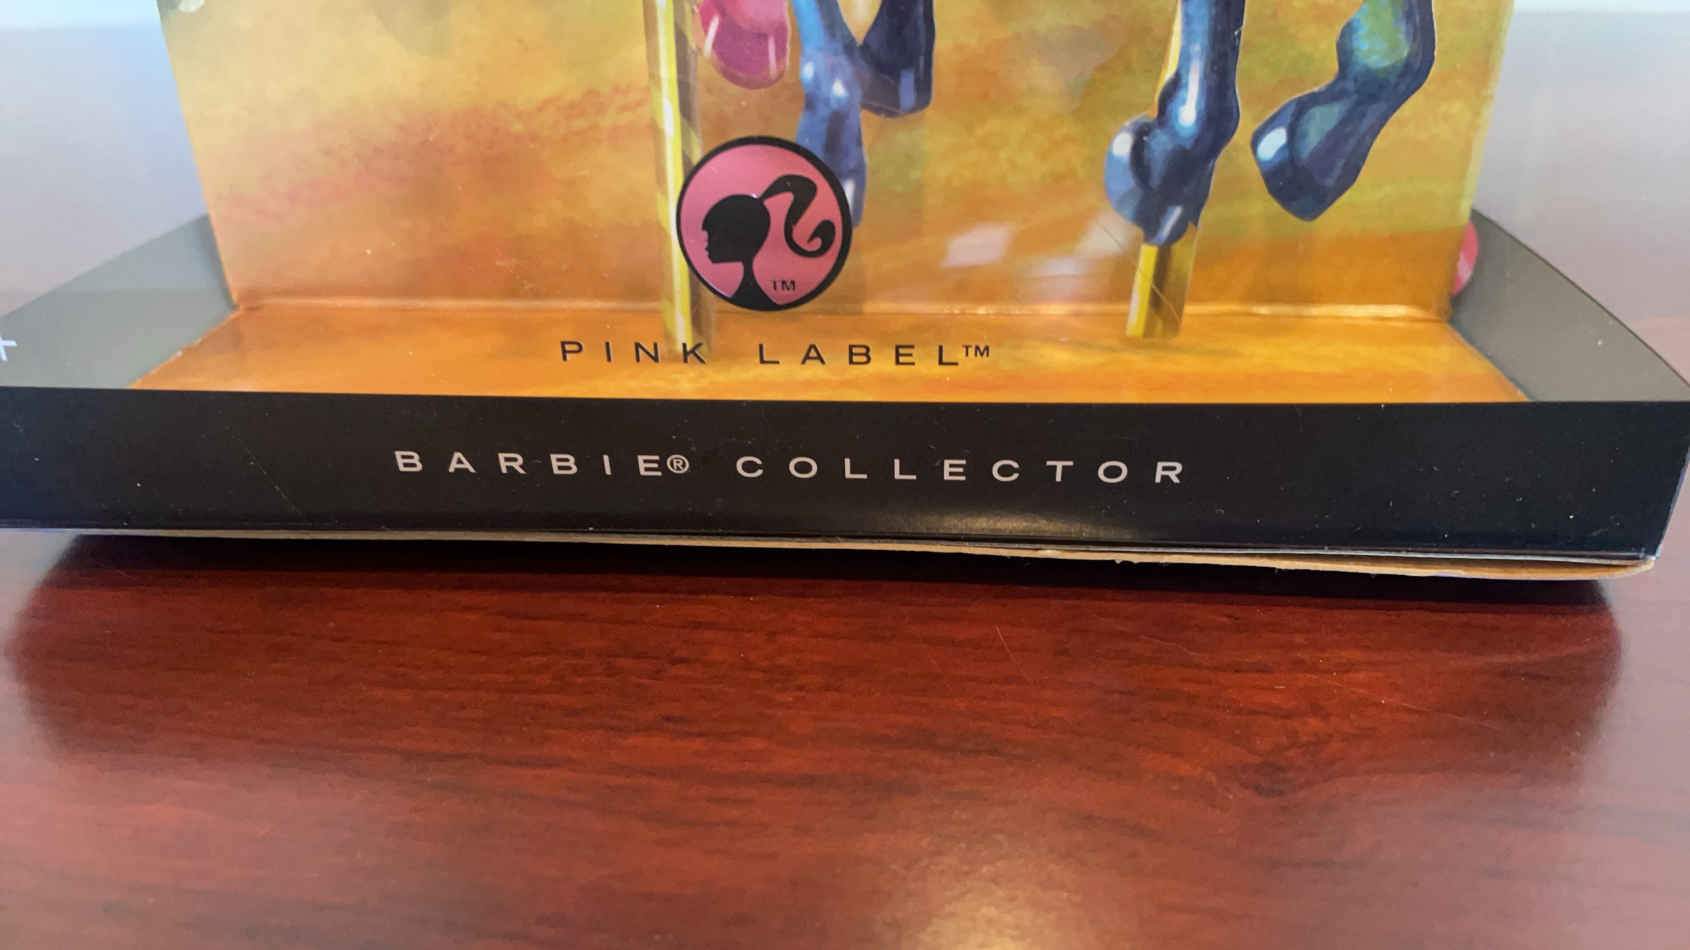 TM
PINK LABEL™
BARBIE® COLLECTOR